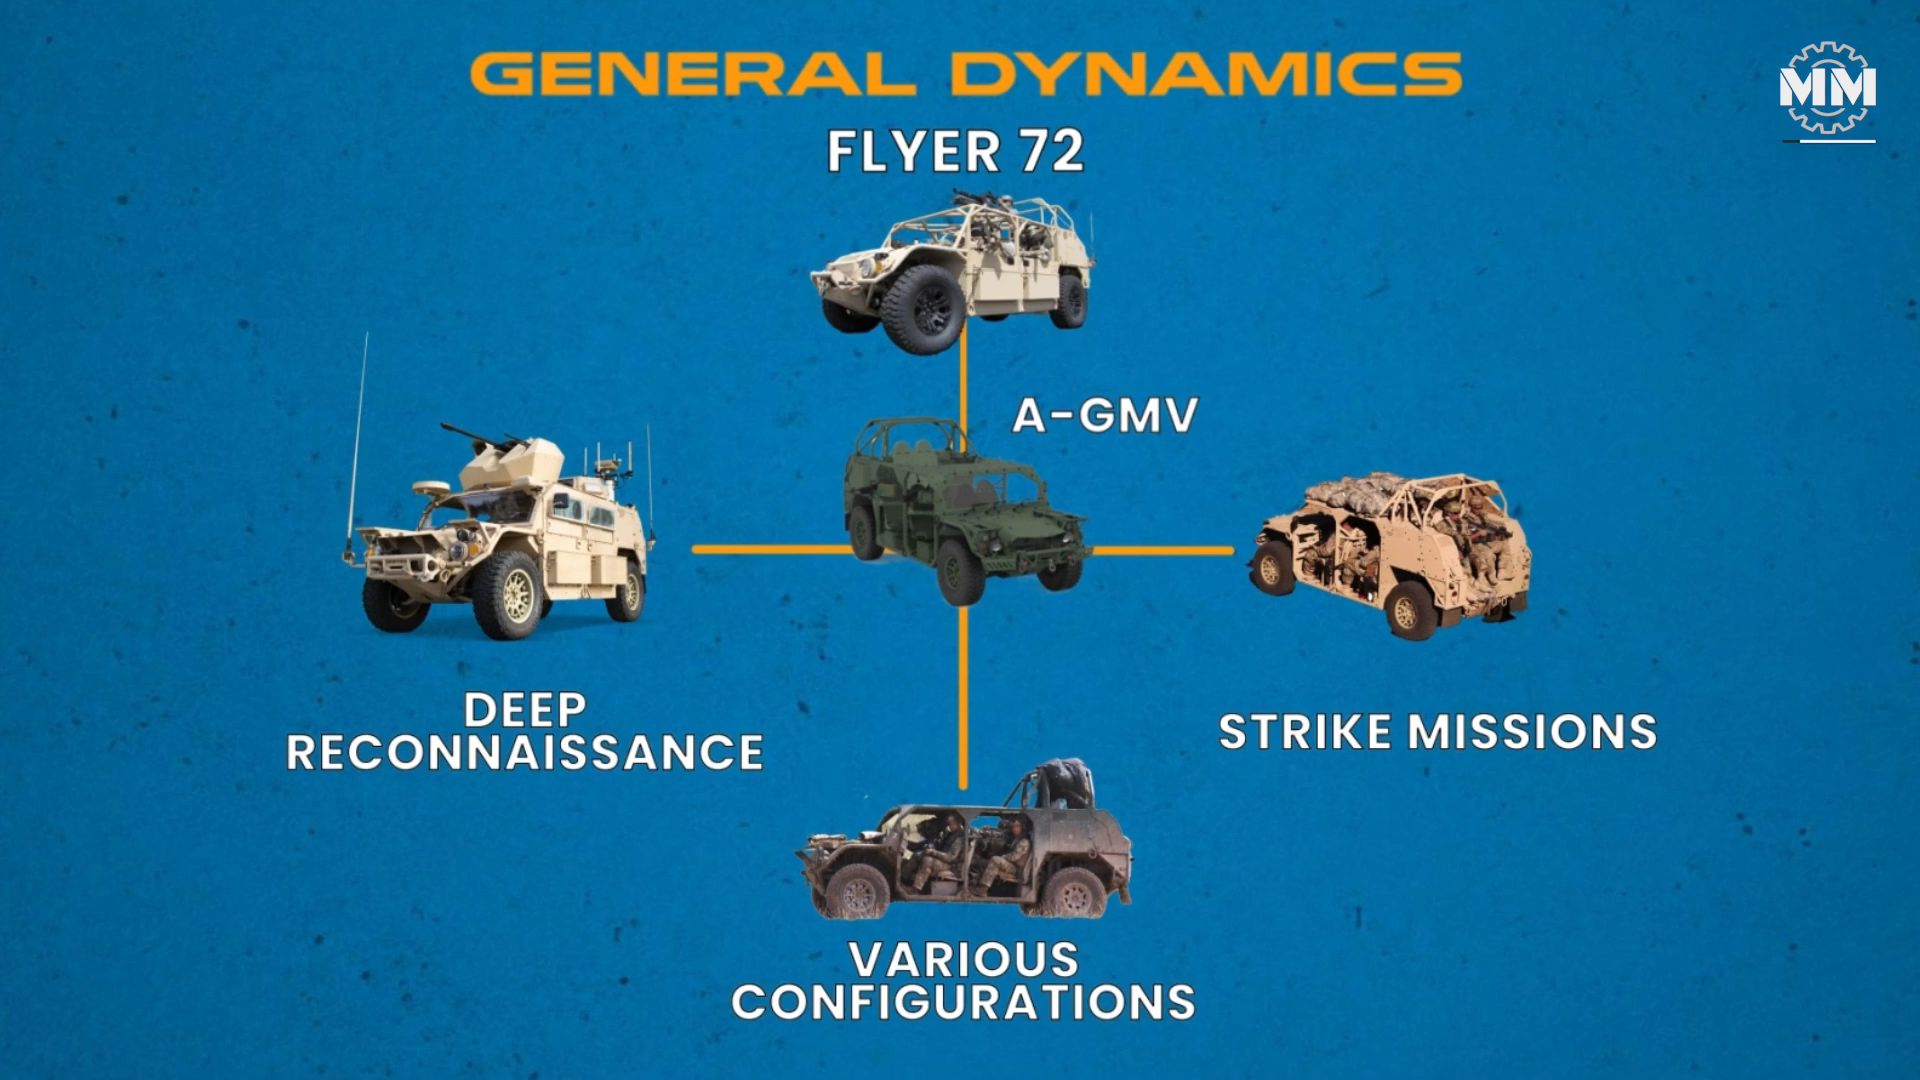 GENERAL DYNAMICS
MM
FLYER 72
A-GMV
DEEP
RECONNAISSANCE
STRIKE MISSIONS
VARIOUS
CONFIGURATIONS